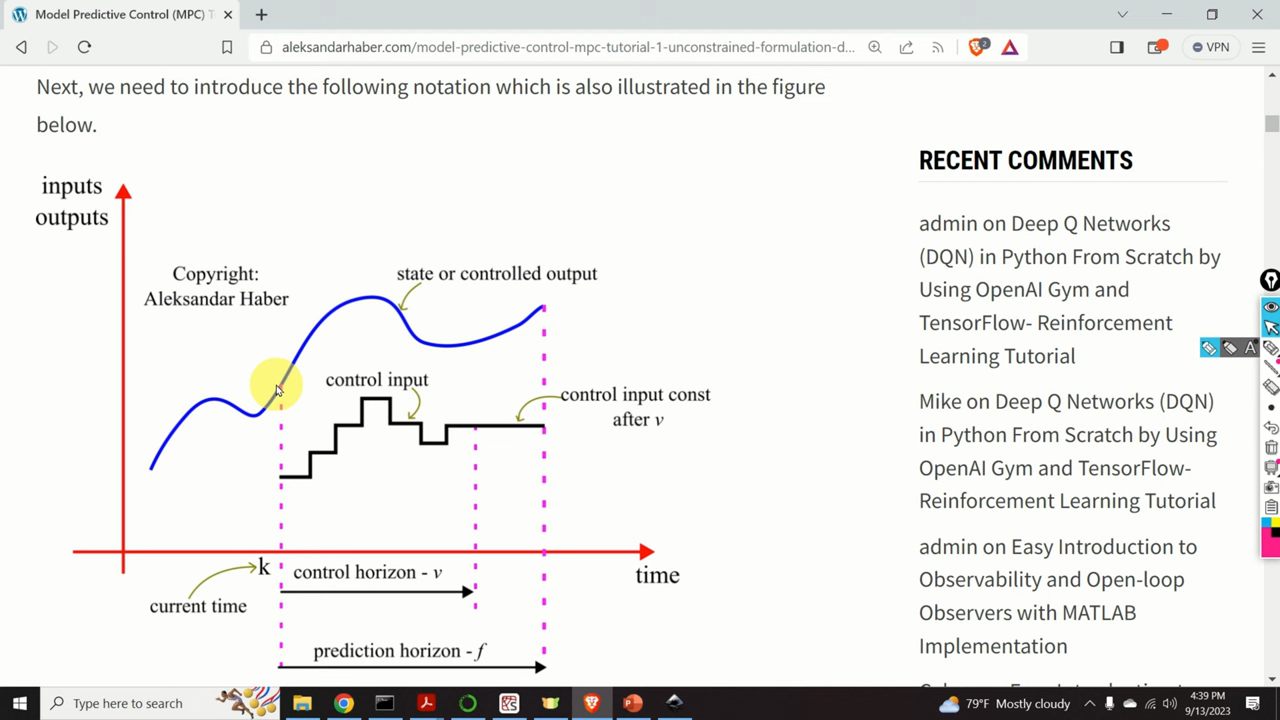 Model Predictive Control (MPC) T
aleksandarhaber.com/model-predictive-control-mpc-tutorial-1-unconstrained-formulation-d...
2
VPN
Next, we need to introduce the following notation which is also illustrated in the figure
below.
inputs
outputs
Copyright:
Aleksandar Haber
state or controlled output
control input
control input const
after v
k
control horizon - v
time
current time
prediction horizon - f
RECENT COMMENTS
admin on Deep Q Networks
(DQN) in Python From Scratch by
Using OpenAI Gym and
TensorFlow- Reinforcement
Learning Tutorial
Mike on Deep Q Networks (DQN)
in Python From Scratch by Using
OpenAI Gym and TensorFlow-
Reinforcement Learning Tutorial
admin on Easy Introduction to
Observability and Open-loop
Observers with MATLAB
Implementation
A
Type here to search
79°F Mostly cloudy
4:39 PM
9/13/2023